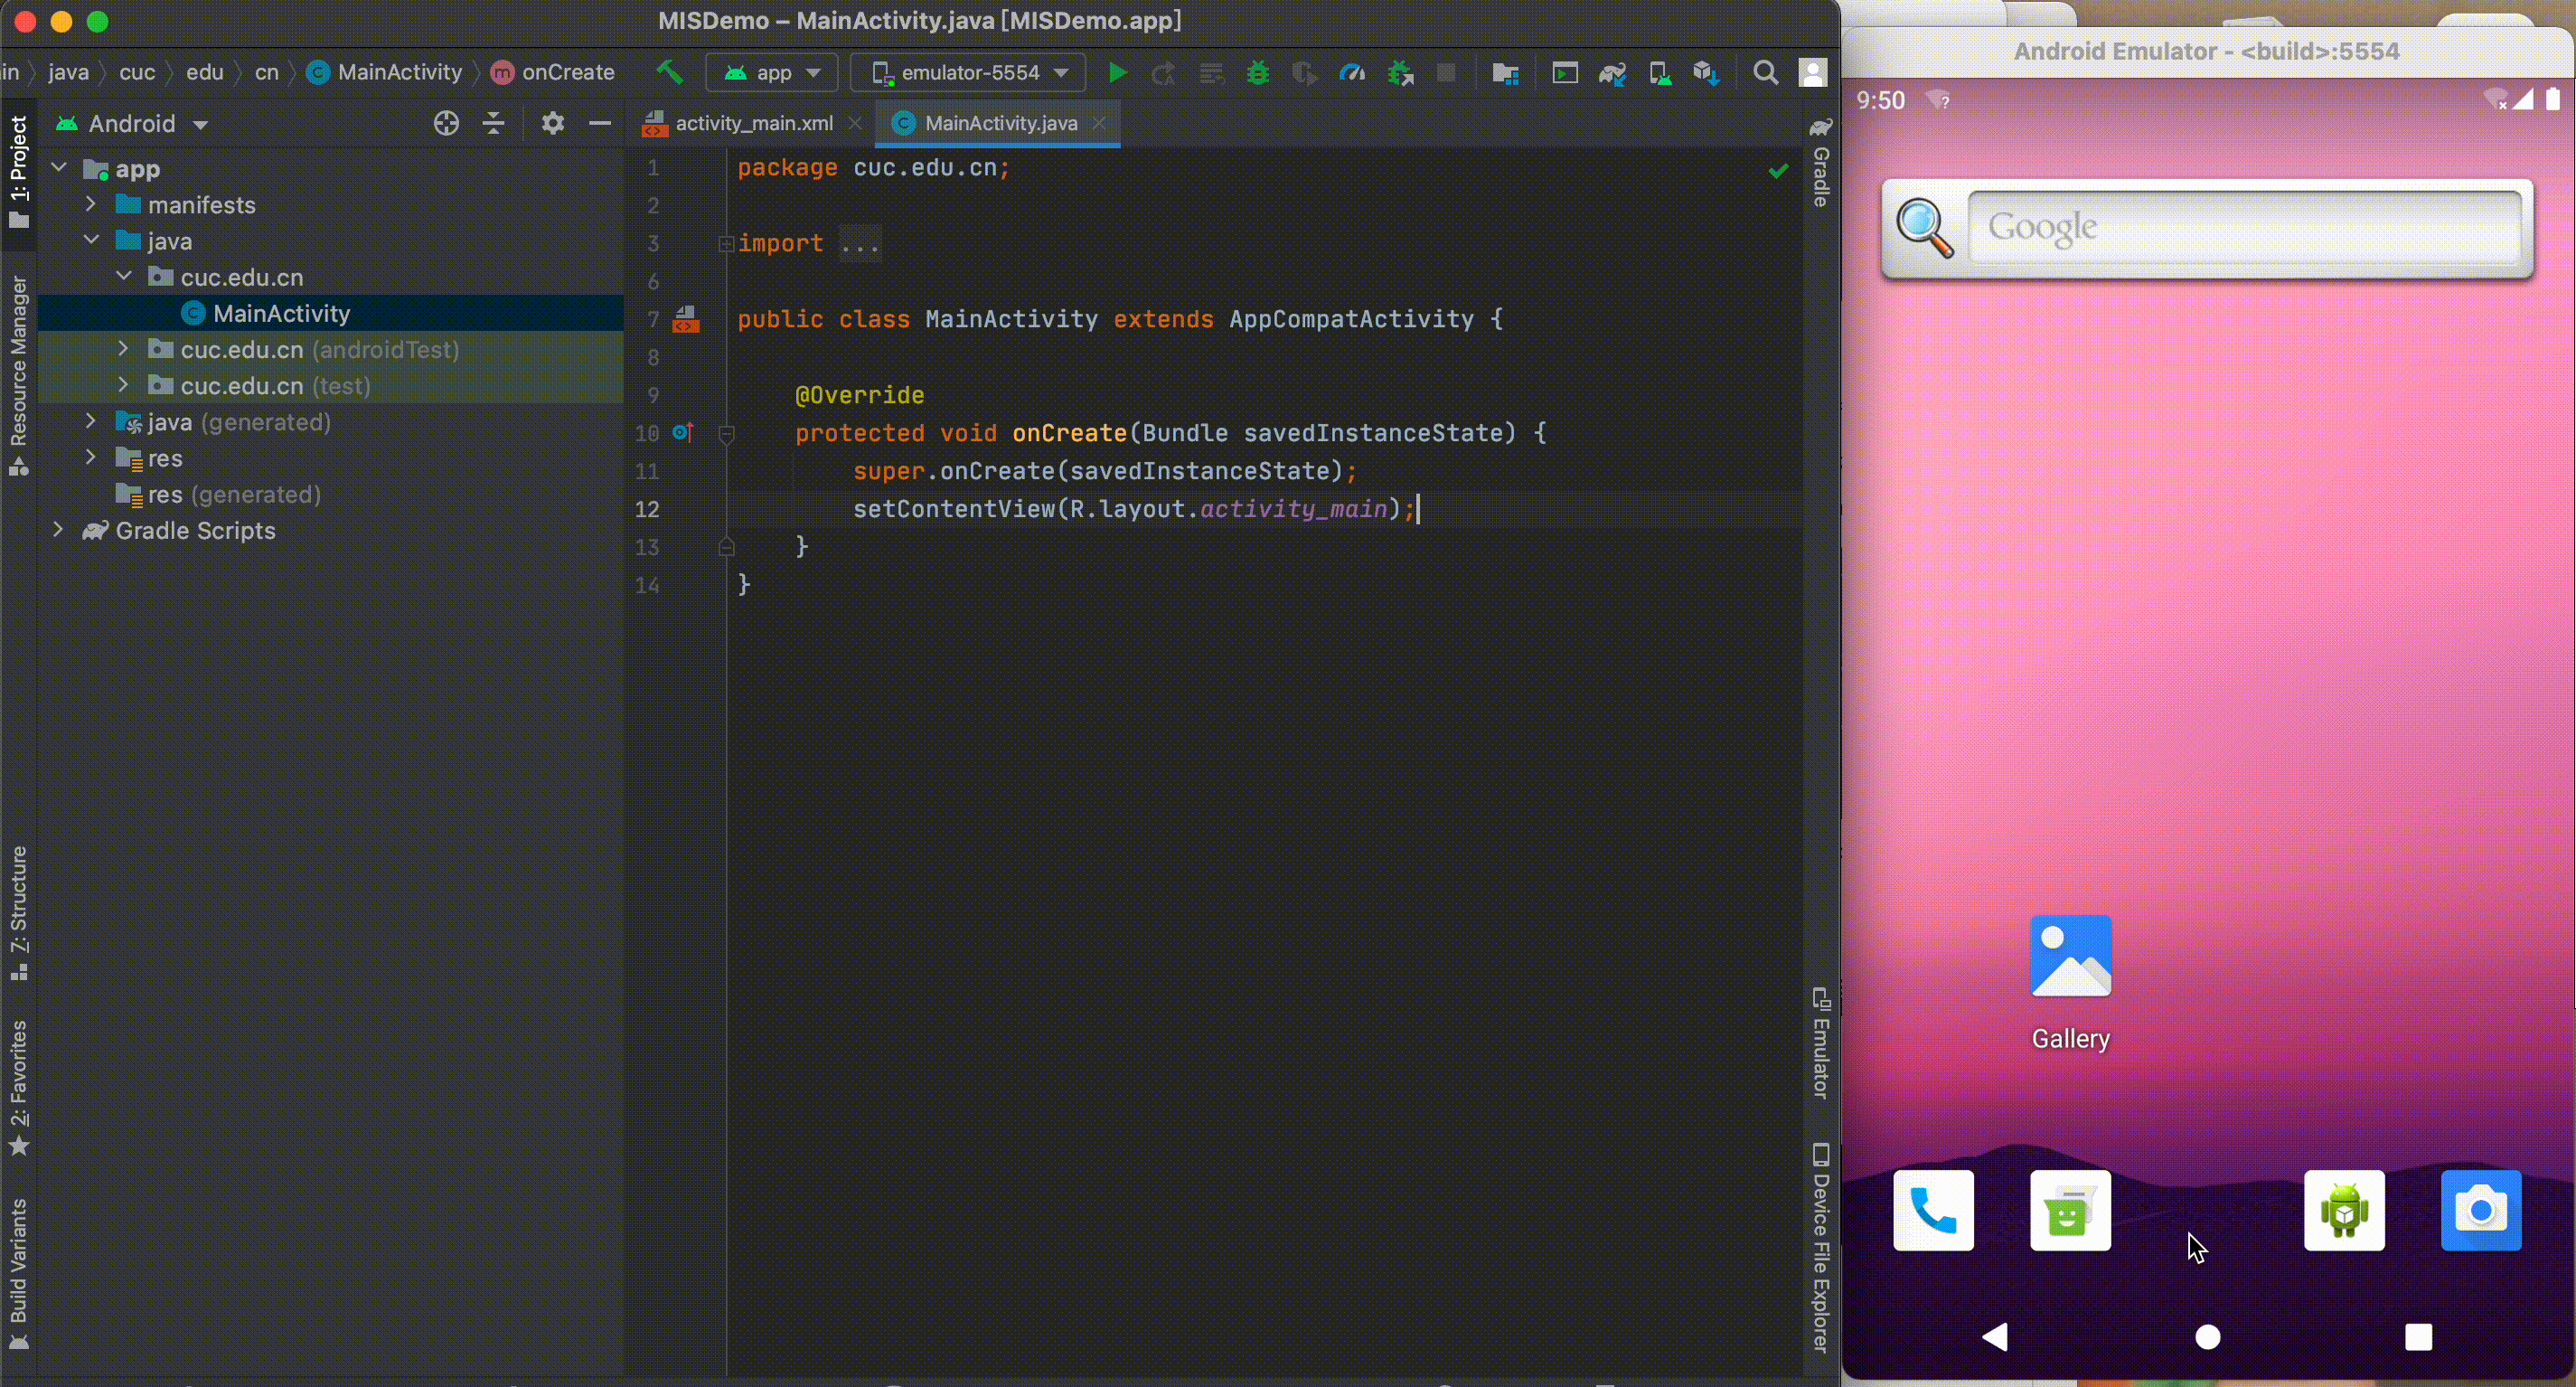 MISDemo – MainActivity.java [MISDemo.app]
in java cuc edu cn MainActivity onCreate app emulator-5554
1: Project
Resource Manager
7: Structure
2: Favorites
Build Variants
Android
app
manifests
java
cuc.edu.cn
MainActivity
cuc.edu.cn (androidTest)
cuc.edu.cn (test)
java (generated)
res
res (generated)
Gradle Scripts
activity_main.xml MainActivity.java
1 package cuc.edu.cn;
2
3 import ...
6
7 public class MainActivity extends AppCompatActivity {
8
9 @Override
10 protected void onCreate(Bundle savedInstanceState) {
11 super.onCreate(savedInstanceState);
12 setContentView(R.layout.activity_main);
13 }
14 }
Gradle
Emulator
Device File Explorer
Android Emulator - <build>:5554
9:50
Google
Gallery